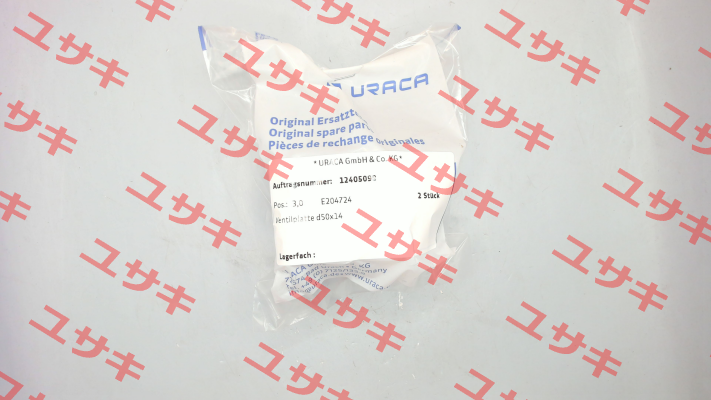 URACA
Original Ersatzt
Original spare par
Pièces de rechange originales
* URACA GmbH & Co. KG *
Auftragsnummer: 12405090
Pos: 3,0 E204724 2 Stück
Ventilplatte d50x14
Lagerfach :
ユサキ